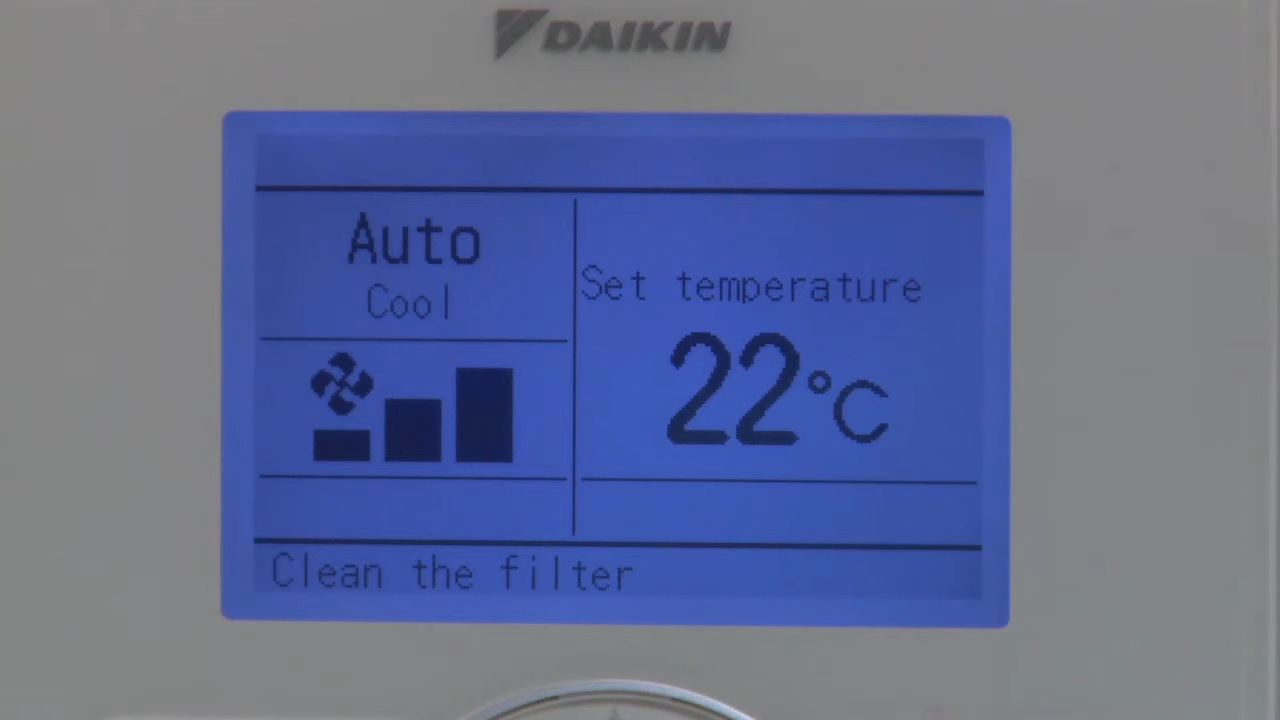 DAIKIN
Auto
Cool
Set temperature
22°C
Clean the filter